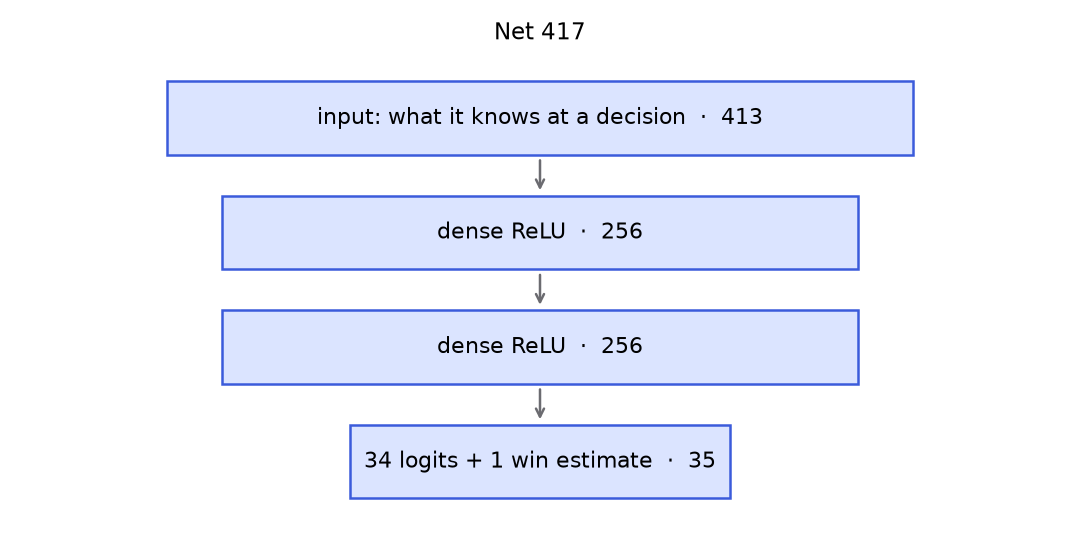 Net 417
input: what it knows at a decision · 413
dense ReLU · 256
dense ReLU · 256
34 logits + 1 win estimate · 35